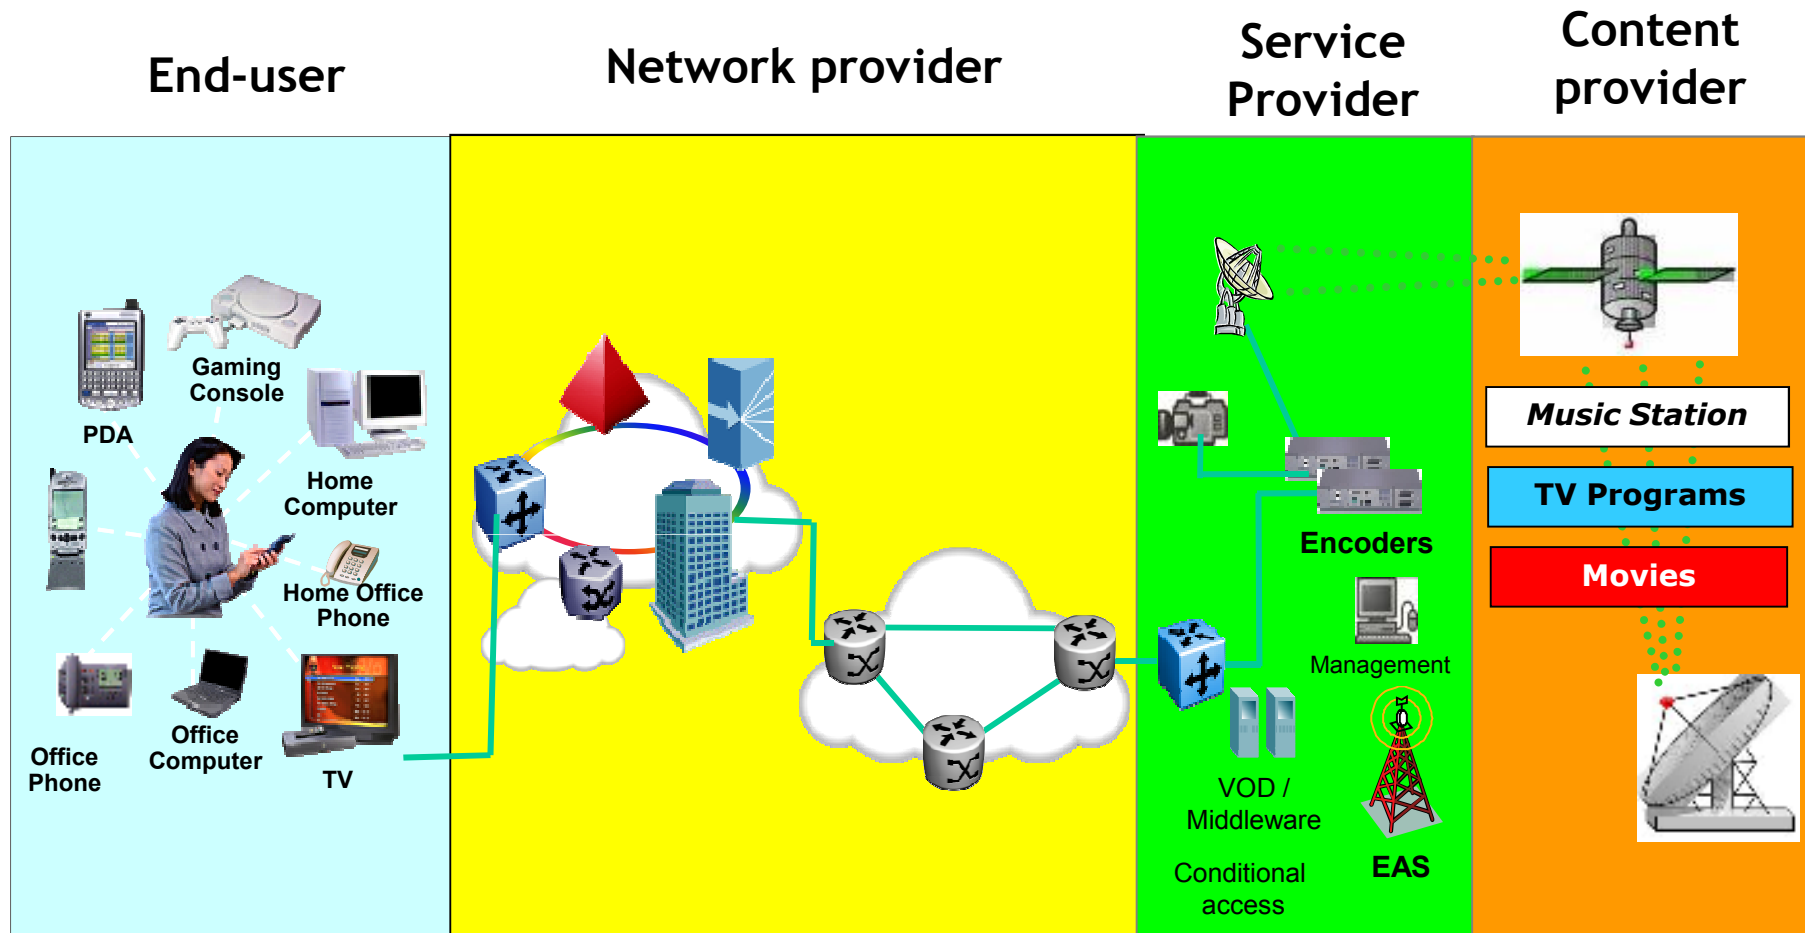 End-user
Network provider
Service
Provider
Content
provider
Gaming
Console
PDA
Home
Computer
Home Office
Phone
Office
Phone
Office
Computer
TV
Encoders
Management
VOD /
Middleware
EAS
Conditional
access
Music Station
TV Programs
Movies